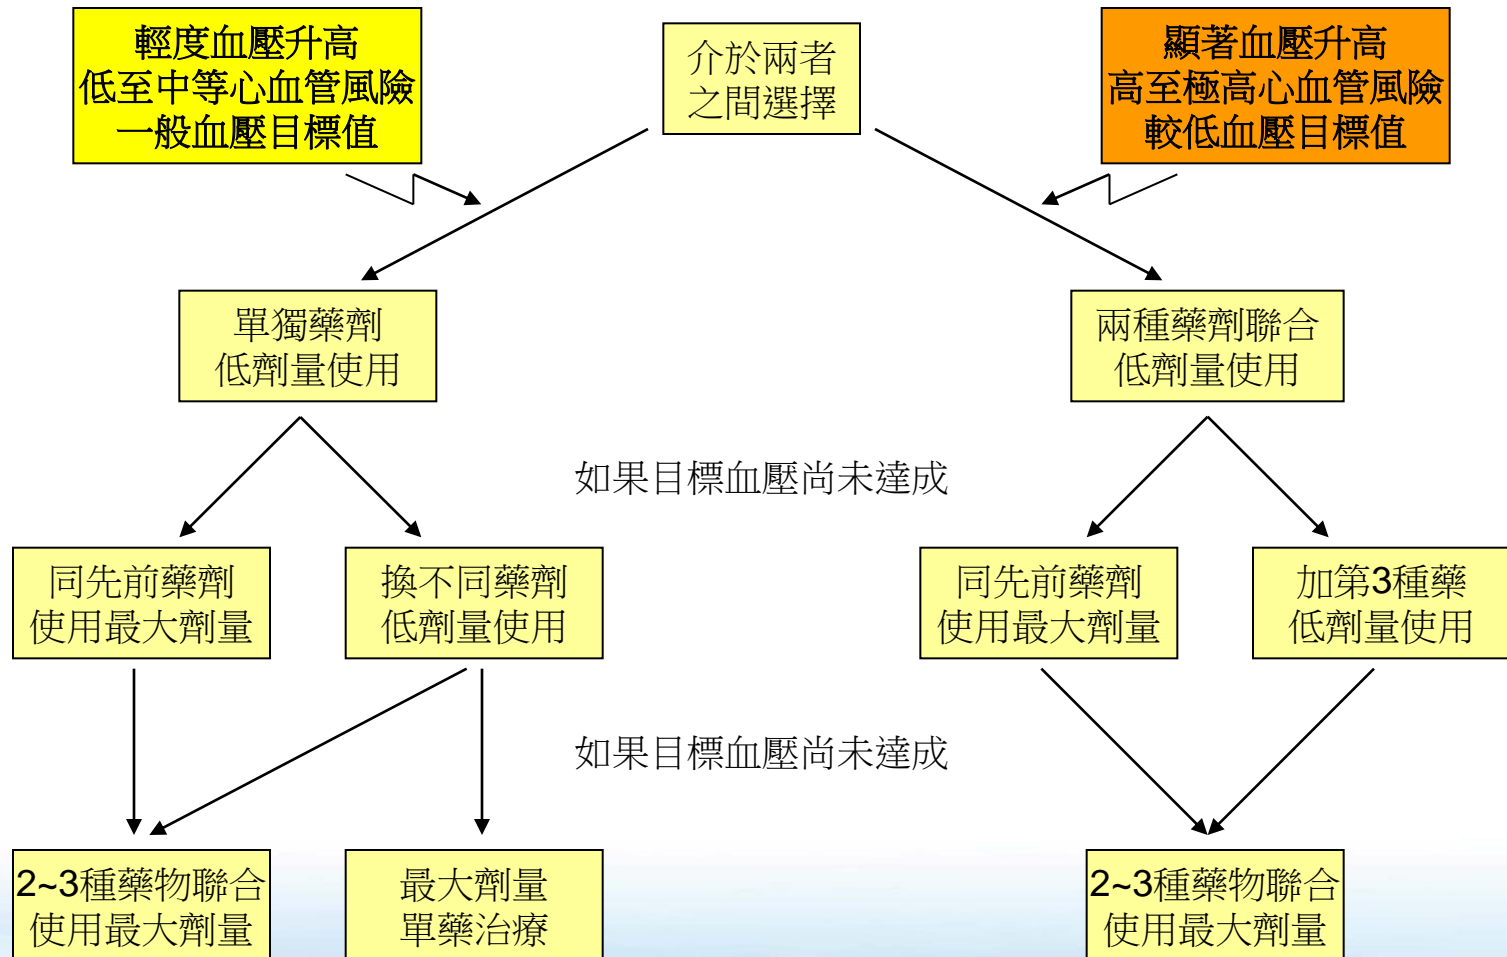 輕度血壓升高
低至中等心血管風險
一般血壓目標值
介於兩者
之間選擇
顯著血壓升高
高至極高心血管風險
較低血壓目標值
單獨藥劑
低劑量使用
兩種藥劑聯合
低劑量使用
如果目標血壓尚未達成
同先前藥劑
使用最大劑量
換不同藥劑
低劑量使用
同先前藥劑
使用最大劑量
加第3種藥
低劑量使用
如果目標血壓尚未達成
2~3種藥物聯合
使用最大劑量
最大劑量
單藥治療
2~3種藥物聯合
使用最大劑量